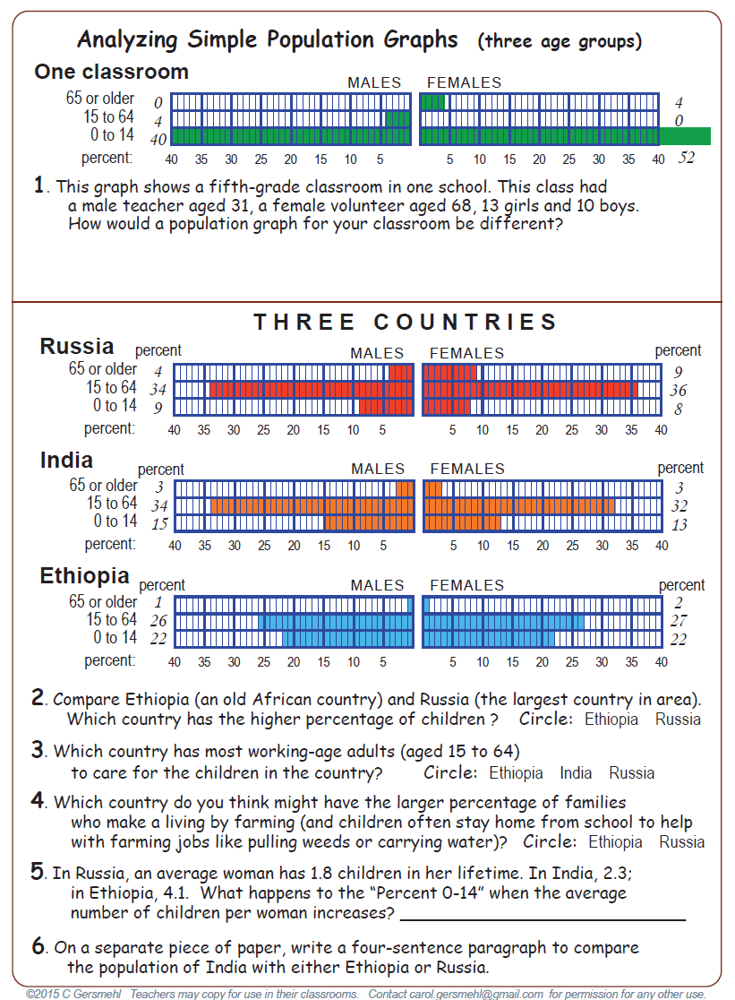 Analyzing Simple Population Graphs (three age groups)
One classroom
MALES FEMALES
65 or older 0 4
15 to 64 4 0
0 to 14 40
percent: 40 35 30 25 20 15 10 5 5 10 15 20 25 30 35 40 52
1. This graph shows a fifth-grade classroom in one school. This class had
a male teacher aged 31, a female volunteer aged 68, 13 girls and 10 boys.
How would a population graph for your classroom be different?
THREE COUNTRIES
Russia percent MALES FEMALES percent
65 or older 4 9
15 to 64 34 36
0 to 14 9 8
percent: 40 35 30 25 20 15 10 5 5 10 15 20 25 30 35 40
India percent MALES FEMALES percent
65 or older 3 3
15 to 64 34 32
0 to 14 15 13
percent: 40 35 30 25 20 15 10 5 5 10 15 20 25 30 35 40
Ethiopia percent MALES FEMALES percent
65 or older 1 2
15 to 64 26 27
0 to 14 22 22
percent: 40 35 30 25 20 15 10 5 5 10 15 20 25 30 35 40
2. Compare Ethiopia (an old African country) and Russia (the largest country in area).
Which country has the higher percentage of children ? Circle: Ethiopia Russia
3. Which country has most working-age adults (aged 15 to 64)
to care for the children in the country? Circle: Ethiopia India Russia
4. Which country do you think might have the larger percentage of families
who make a living by farming (and children often stay home from school to help
with farming jobs like pulling weeds or carrying water)? Circle: Ethiopia Russia
5. In Russia, an average woman has 1.8 children in her lifetime. In India, 2.3;
in Ethiopia, 4.1. What happens to the “Percent 0-14” when the average
number of children per woman increases? ____________________
6. On a separate piece of paper, write a four-sentence paragraph to compare
the population of India with either Ethiopia or Russia.
©2015 C Gersmehl Teachers may copy for use in their classrooms. Contact carol.gersmehl@gmail.com for permission for any other use.